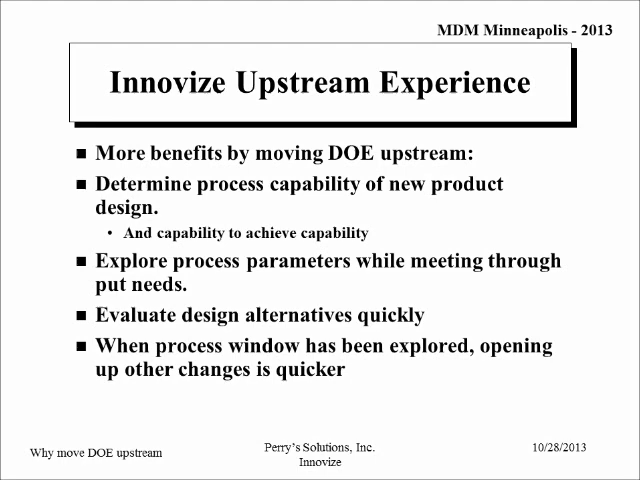 MDM Minneapolis - 2013
Innovize Upstream Experience
More benefits by moving DOE upstream:
Determine process capability of new product
design.
And capability to achieve capability
Explore process parameters while meeting through
put needs.
Evaluate design alternatives quickly
When process window has been explored, opening
up other changes is quicker
Why move DOE upstream
Perry's Solutions, Inc.
Innovize
10/28/2013